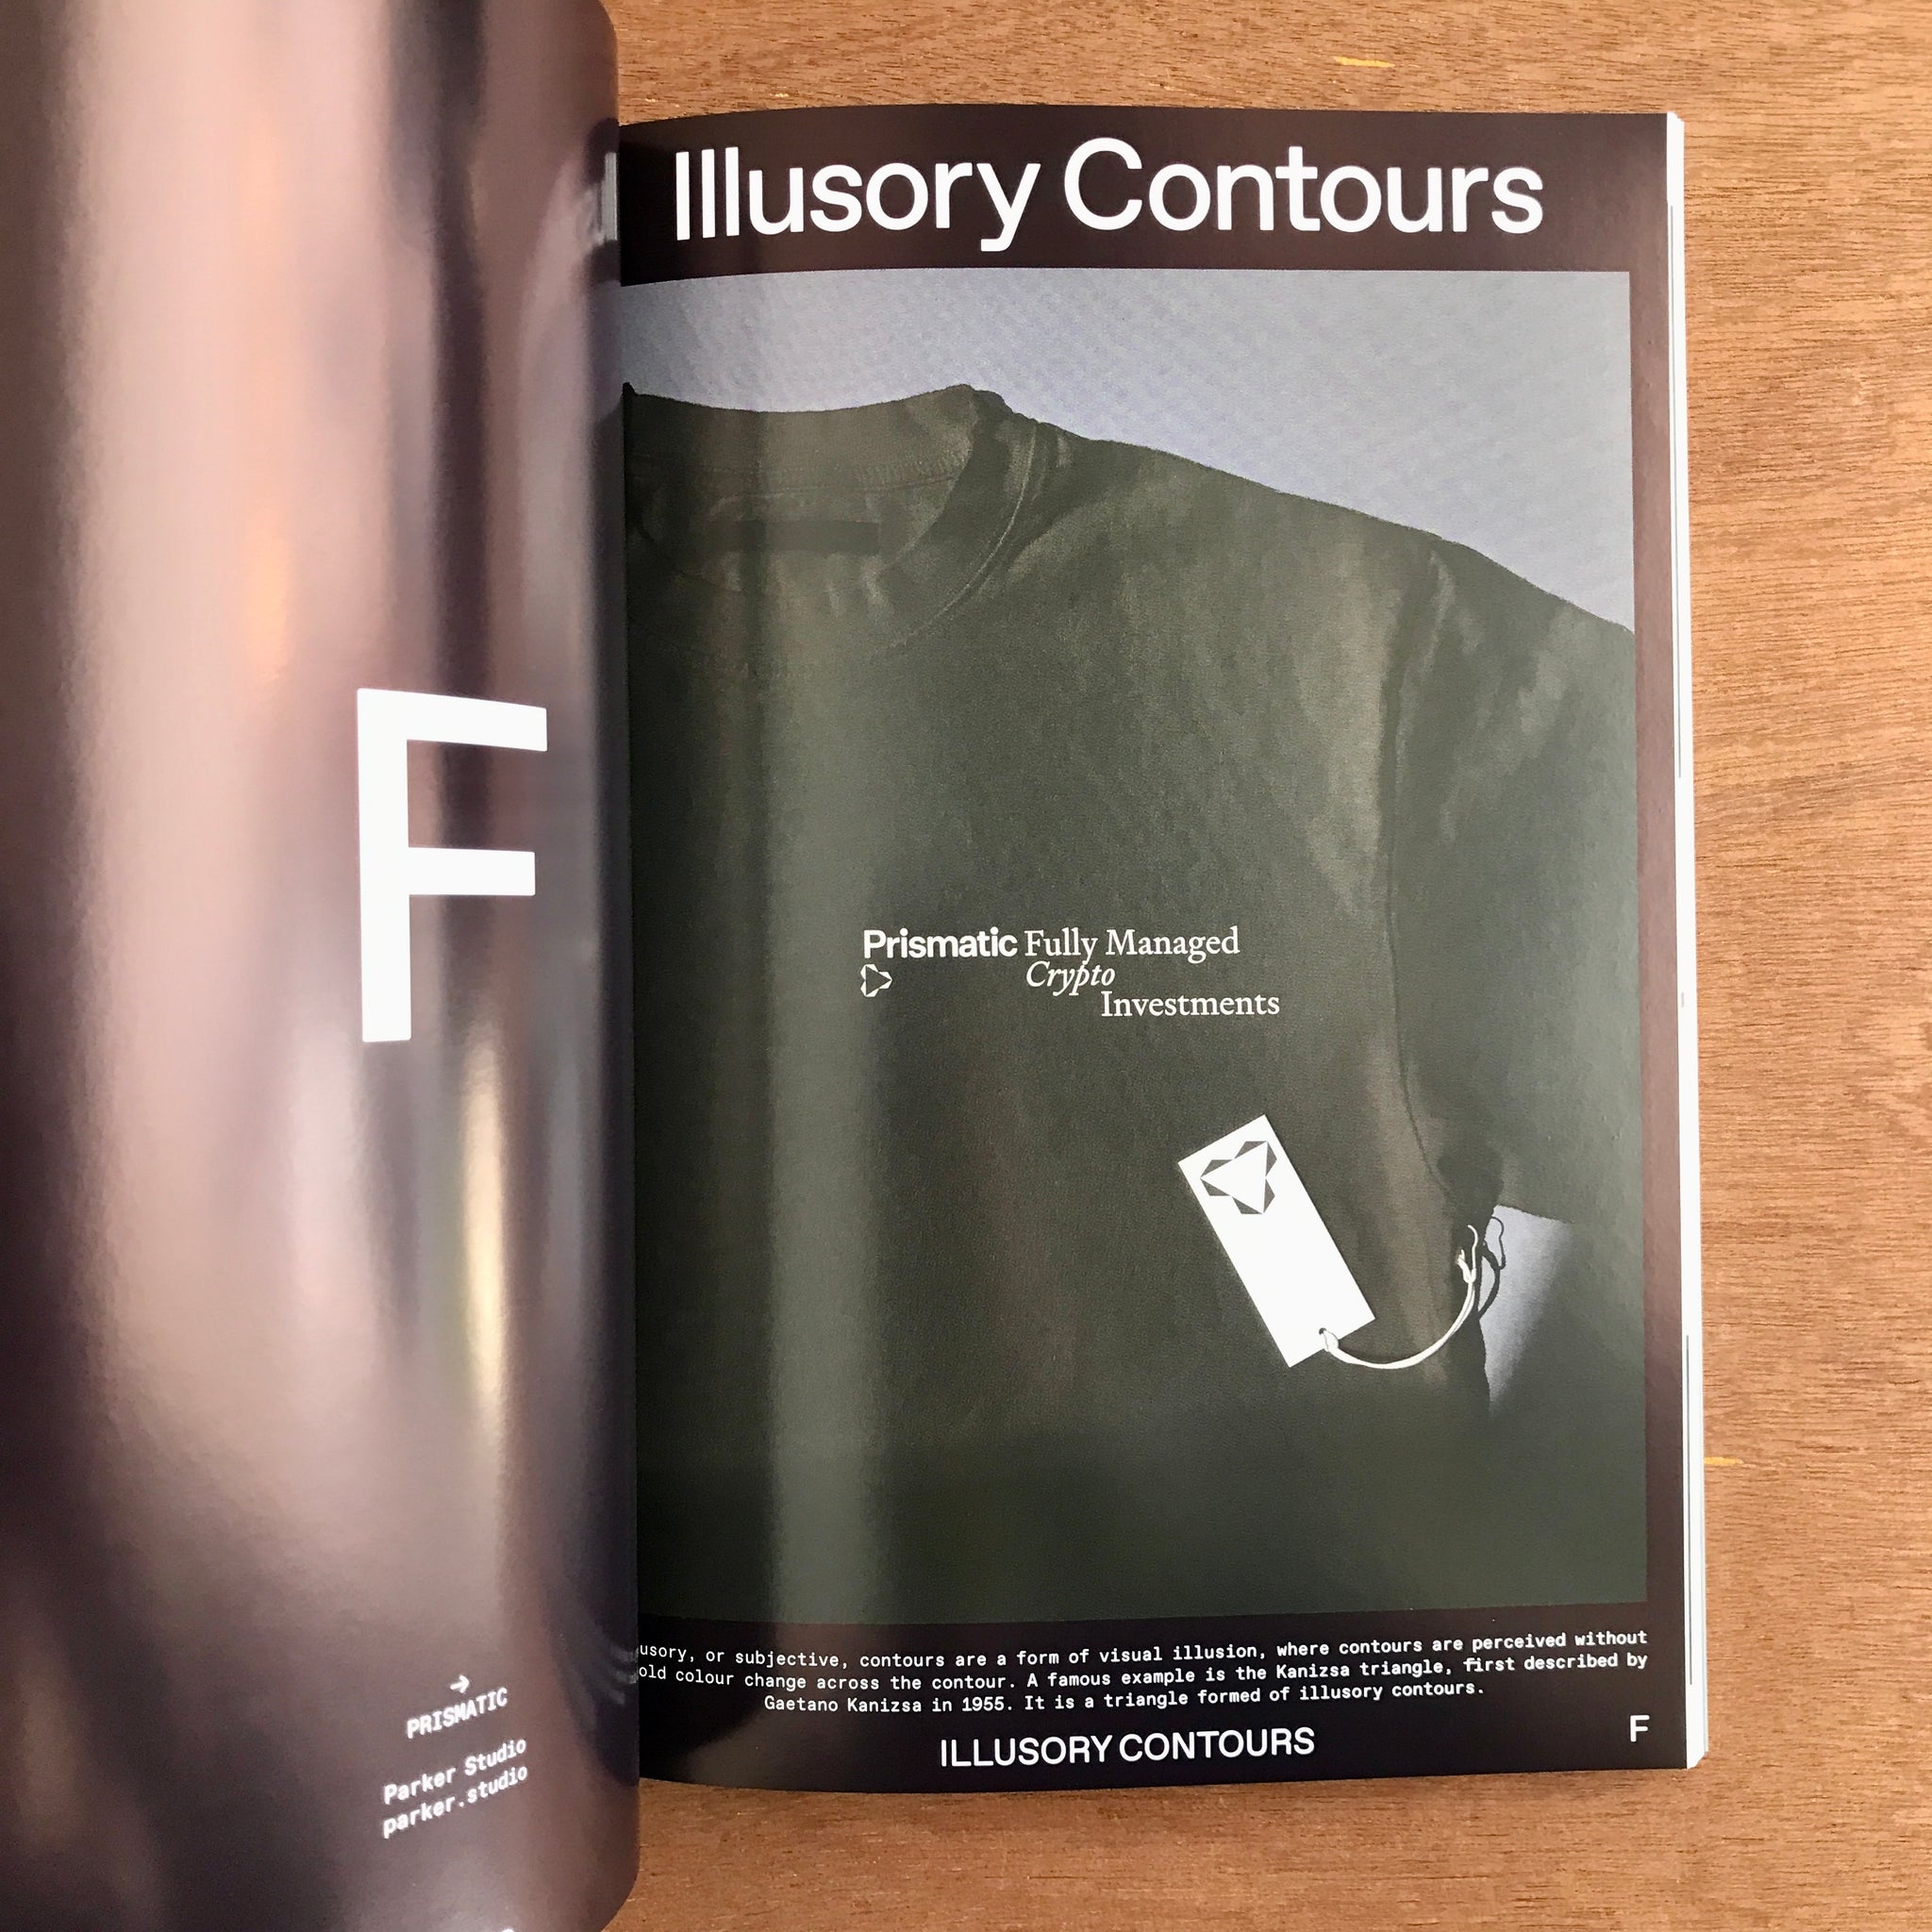 F
→
PRISMATIC
Parker Studio
parker.studio
Illusory Contours
Prismatic Fully Managed
Crypto
Investments
usory, or subjective, contours are a form of visual illusion, where contours are perceived without
old colour change across the contour. A famous example is the Kanizsa triangle, first described by
Gaetano Kanizsa in 1955. It is a triangle formed of illusory contours.
ILLUSORY CONTOURS
F